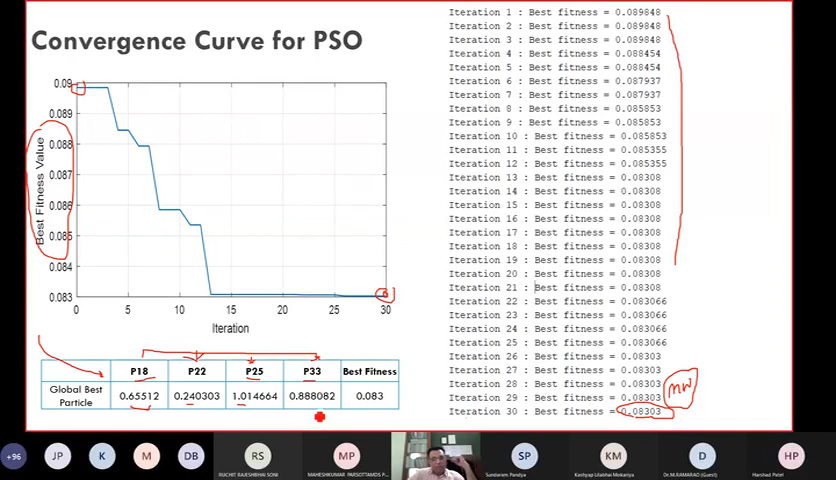 Convergence Curve for PSO
0.09
0.089
0.088
0.087
0.086
0.085
0.084
0.083
Best Fitness Value
0 5 10 15 20 25 30
Iteration
P18 P22 P25 P33 Best Fitness
Global Best Particle 0.65512 0.240303 1.014664 0.888082 0.083
Iteration 1 : Best fitness = 0.089848
Iteration 2 : Best fitness = 0.089848
Iteration 3 : Best fitness = 0.089848
Iteration 4 : Best fitness = 0.088454
Iteration 5 : Best fitness = 0.088454
Iteration 6 : Best fitness = 0.087937
Iteration 7 : Best fitness = 0.087937
Iteration 8 : Best fitness = 0.085853
Iteration 9 : Best fitness = 0.085853
Iteration 10 : Best fitness = 0.085853
Iteration 11 : Best fitness = 0.085355
Iteration 12 : Best fitness = 0.085355
Iteration 13 : Best fitness = 0.08308
Iteration 14 : Best fitness = 0.08308
Iteration 15 : Best fitness = 0.08308
Iteration 16 : Best fitness = 0.08308
Iteration 17 : Best fitness = 0.08308
Iteration 18 : Best fitness = 0.08308
Iteration 19 : Best fitness = 0.08308
Iteration 20 : Best fitness = 0.08308
Iteration 21 : Best fitness = 0.08308
Iteration 22 : Best fitness = 0.083066
Iteration 23 : Best fitness = 0.083066
Iteration 24 : Best fitness = 0.083066
Iteration 25 : Best fitness = 0.083066
Iteration 26 : Best fitness = 0.08303
Iteration 27 : Best fitness = 0.08303
Iteration 28 : Best fitness = 0.08303
Iteration 29 : Best fitness = 0.08303
Iteration 30 : Best fitness = 0.08303
MW
+96 JP K M DB RS MP SP KM D HP
RUCHIT RAJESHBHAI SONI MAHESHKUMAR PARSOTTAMDAS P... Sundaram Pandya Kashyap Lilabhai Mokariya Dr.M.RAMARAO (Guest) Harshad Patel